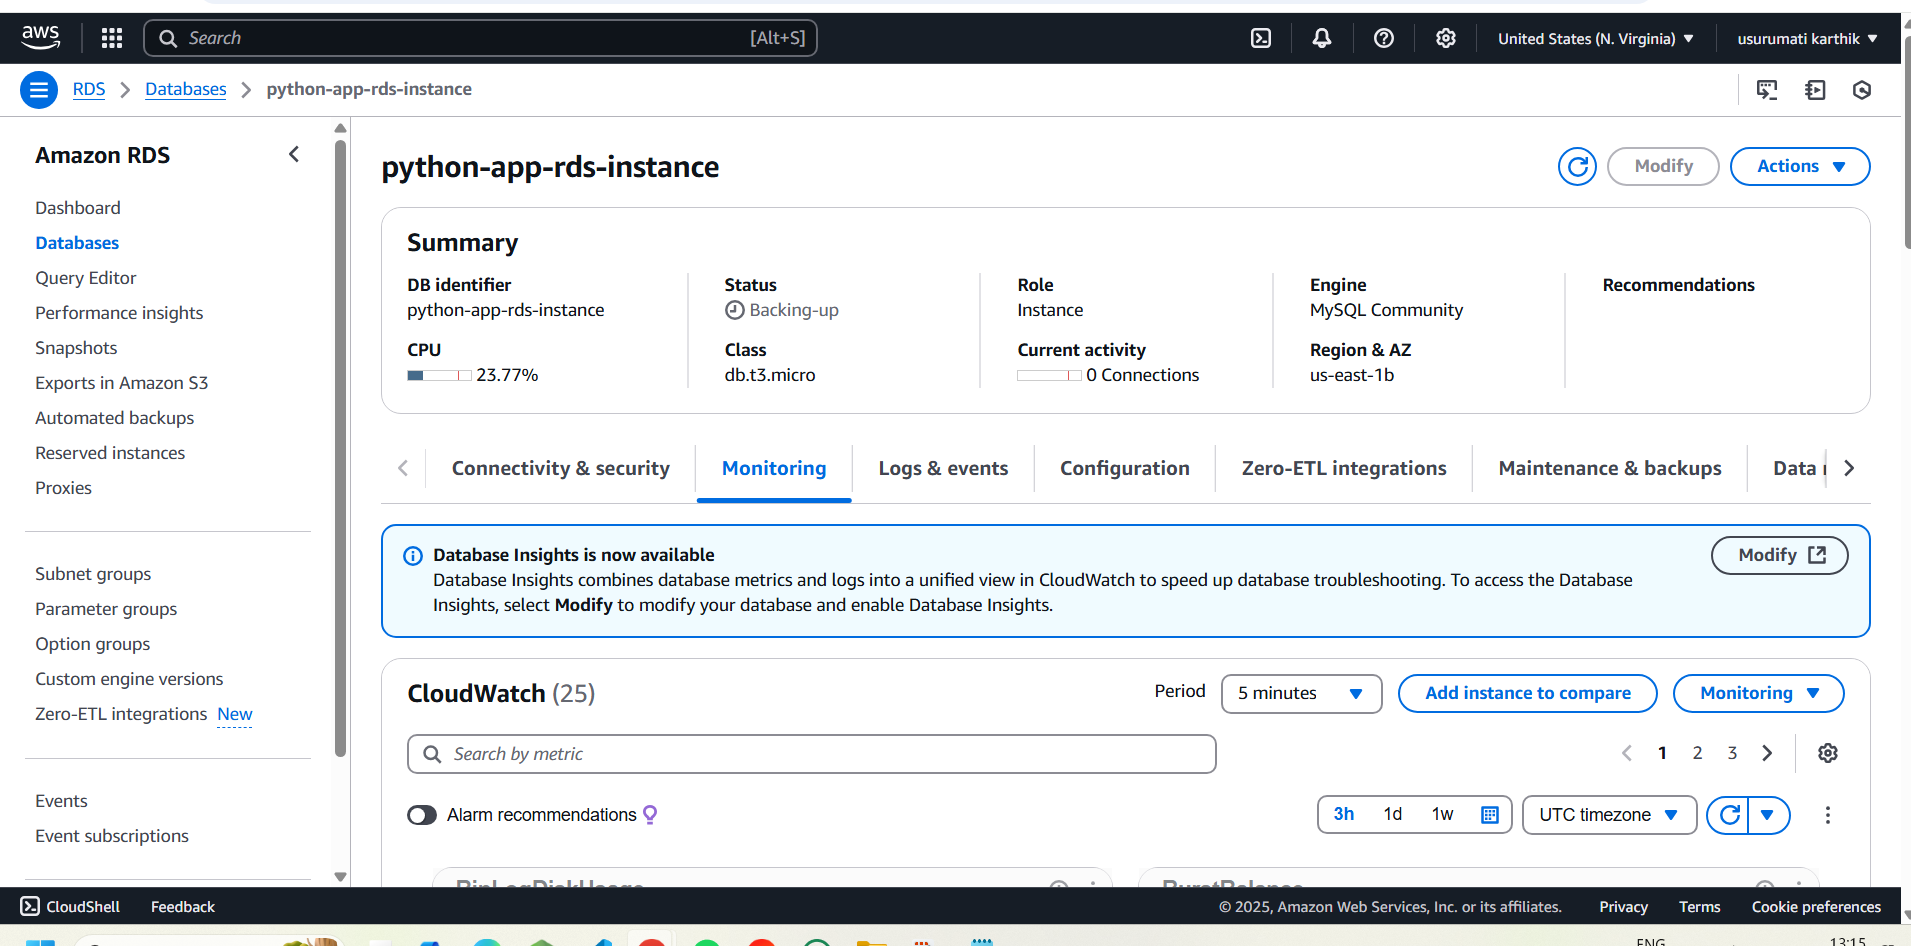 aws
Search [Alt+S]
United States (N. Virginia)
usurumati karthik
RDS
Databases
python-app-rds-instance
Amazon RDS
Dashboard
Databases
Query Editor
Performance insights
Snapshots
Exports in Amazon S3
Automated backups
Reserved instances
Proxies
Subnet groups
Parameter groups
Option groups
Custom engine versions
Zero-ETL integrations New
Events
Event subscriptions
python-app-rds-instance
Modify
Actions
Summary
DB identifier
python-app-rds-instance
CPU
23.77%
Status
Backing-up
Class
db.t3.micro
Role
Instance
Current activity
0 Connections
Engine
MySQL Community
Region & AZ
us-east-1b
Recommendations
Connectivity & security
Monitoring
Logs & events
Configuration
Zero-ETL integrations
Maintenance & backups
Data
Database Insights is now available
Database Insights combines database metrics and logs into a unified view in CloudWatch to speed up database troubleshooting. To access the Database
Insights, select Modify to modify your database and enable Database Insights.
Modify
CloudWatch (25)
Period
5 minutes
Add instance to compare
Monitoring
Search by metric
1 2 3
Alarm recommendations
3h 1d 1w
UTC timezone
BinLogDiskUsage
BurstBalance
CloudShell
Feedback
© 2025, Amazon Web Services, Inc. or its affiliates.
Privacy
Terms
Cookie preferences
ENG
13:15